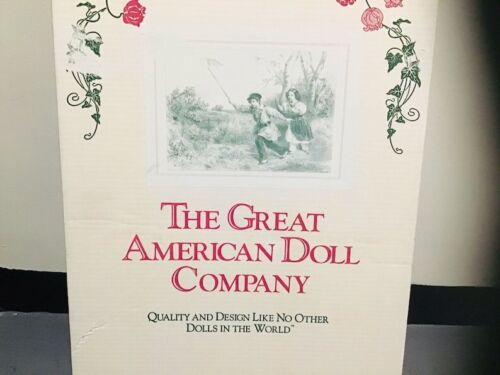 THE GREAT
AMERICAN DOLL
COMPANY
QUALITY AND DESIGN LIKE NO OTHER
DOLLS IN THE WORLD™